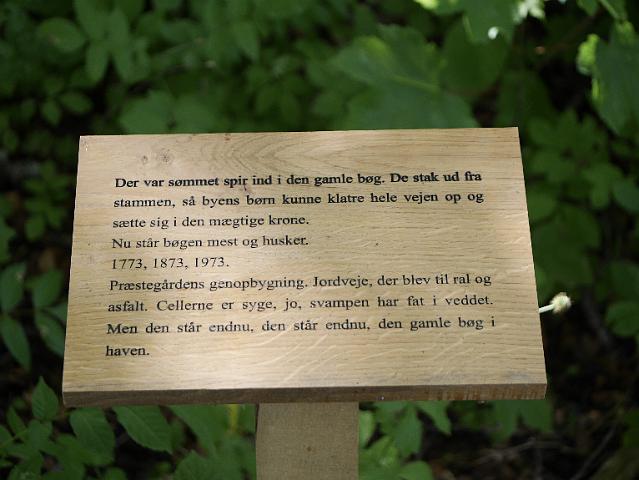 Der var sømmet spir ind i den gamle bøg. De stak ud fra
stammen, så byens børn kunne klatre hele vejen op og
sætte sig i den mægtige krone.
Nu står bøgen mest og husker.
1773, 1873, 1973.
Præstegårdens genopbygning. Jordveje, der blev til ral og
asfalt. Cellerne er syge, jo, svampen har fat i veddet.
Men den står endnu, den står endnu, den gamle bøg i
haven.